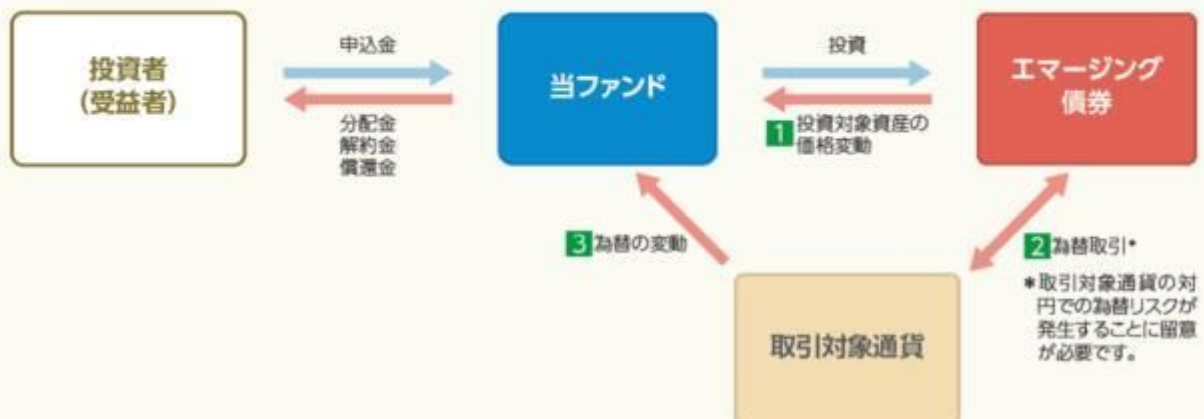 投資者
(受益者)
申込金
分配金
解約金
償還金
当ファンド
投資
1 投資対象資産の
価格変動
エマージング
債券
3 為替の変動
2 為替取引*
*取引対象通貨の対
円での為替リスクが
発生することに留意
が必要です。
取引対象通貨